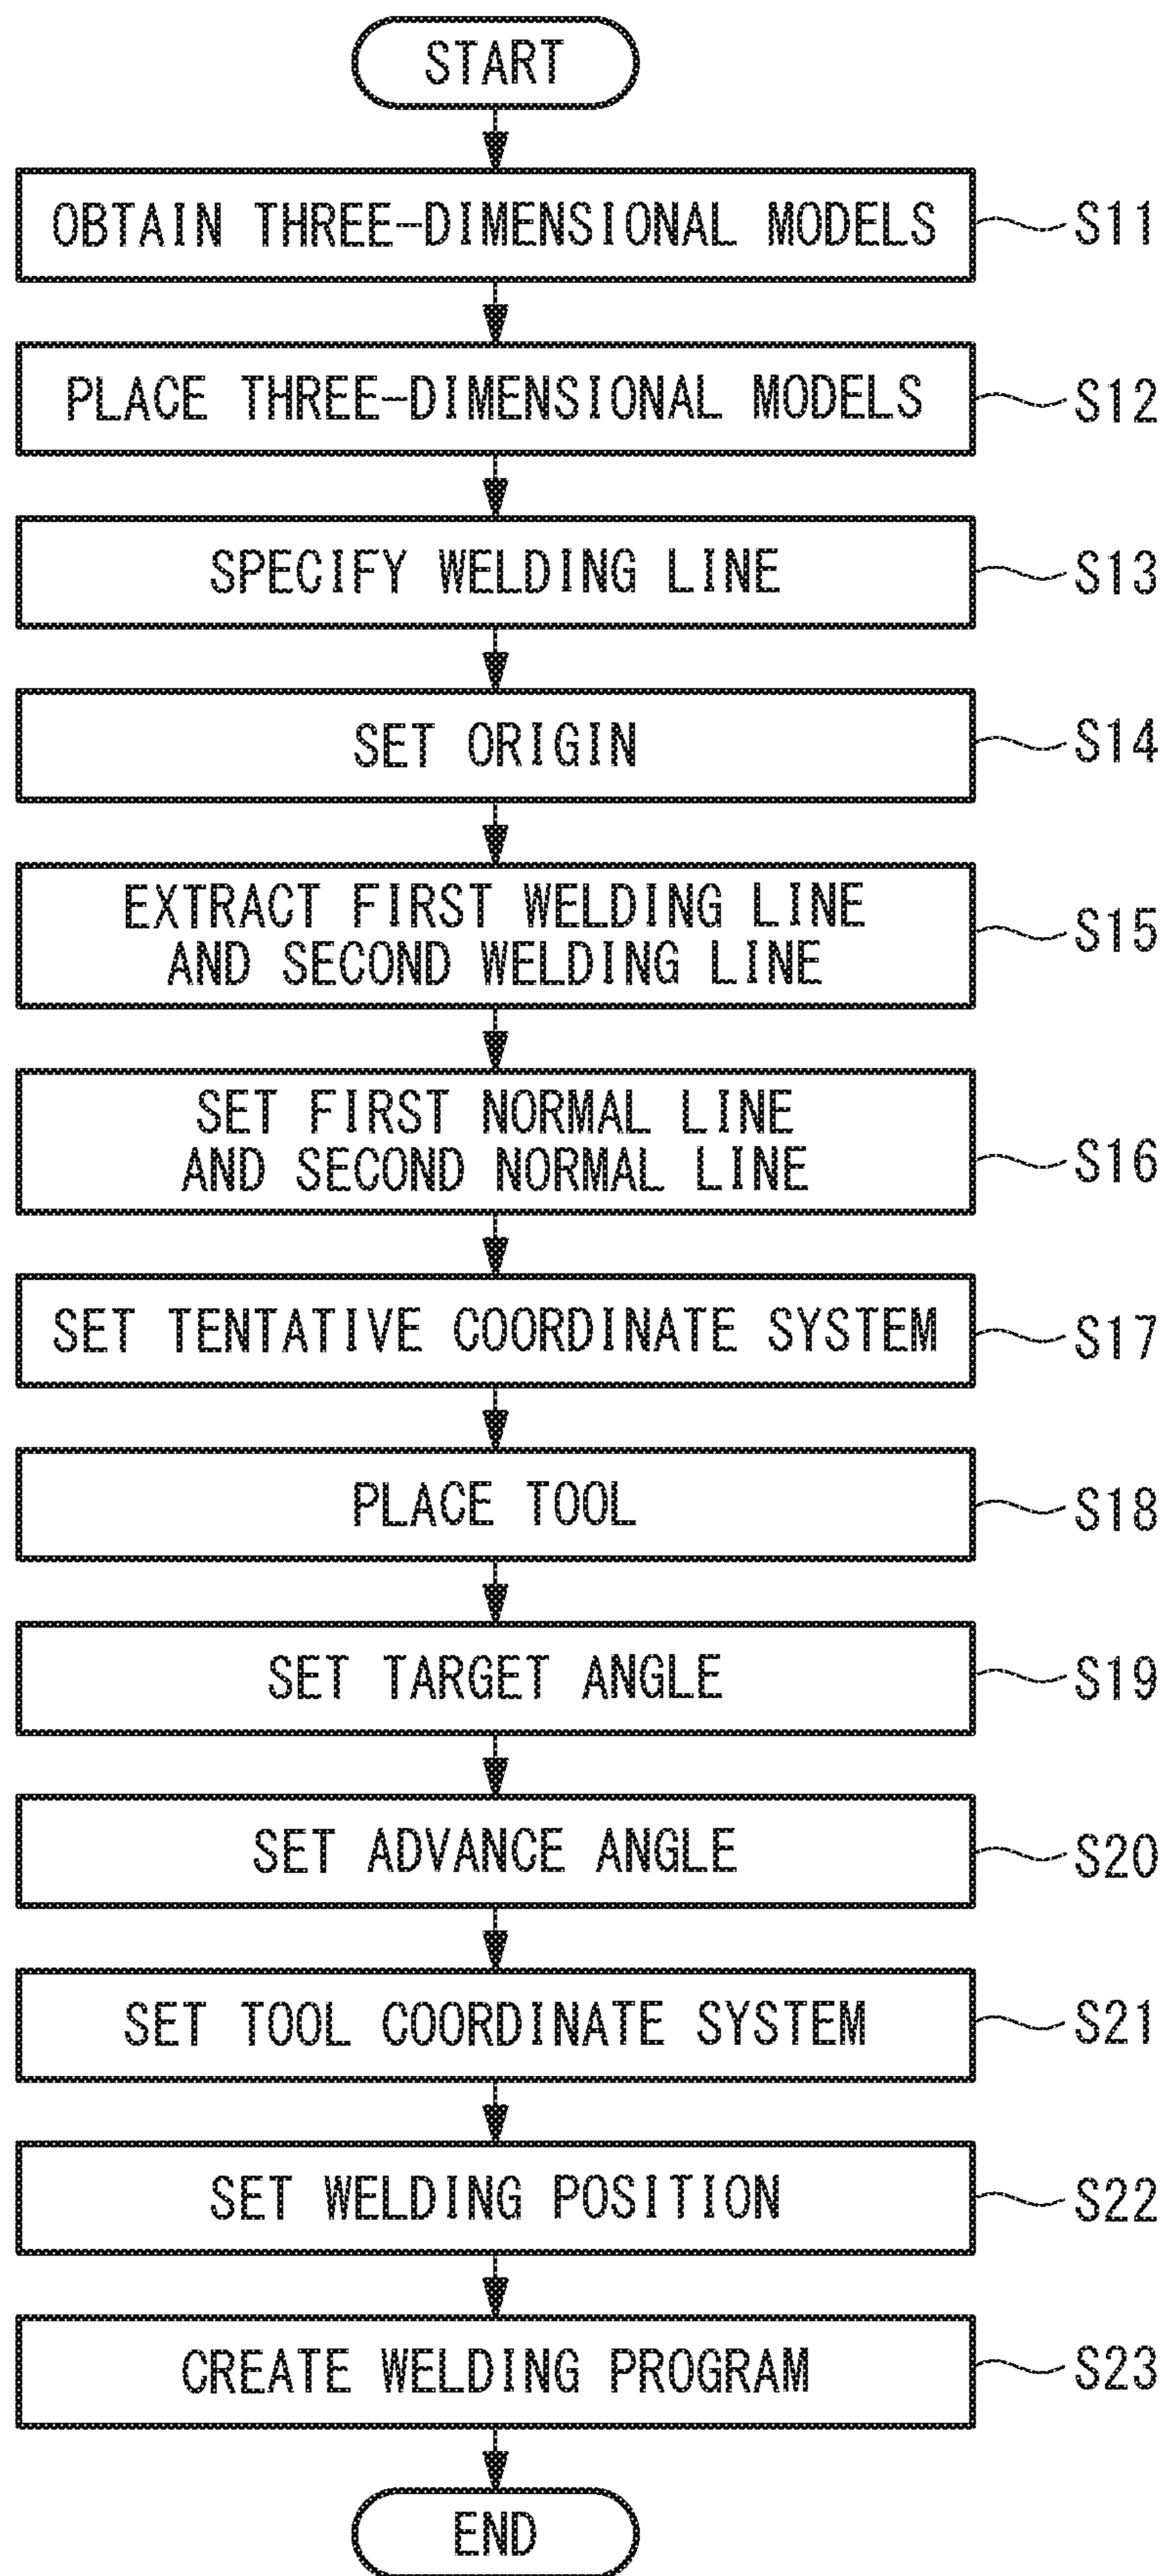 START
OBTAIN THREE-DIMENSIONAL MODELS
S11
PLACE THREE-DIMENSIONAL MODELS
S12
SPECIFY WELDING LINE
S13
SET ORIGIN
S14
EXTRACT FIRST WELDING LINE
AND SECOND WELDING LINE
S15
SET FIRST NORMAL LINE
AND SECOND NORMAL LINE
S16
SET TENTATIVE COORDINATE SYSTEM
S17
PLACE TOOL
S18
SET TARGET ANGLE
S19
SET ADVANCE ANGLE
S20
SET TOOL COORDINATE SYSTEM
S21
SET WELDING POSITION
S22
CREATE WELDING PROGRAM
S23
END